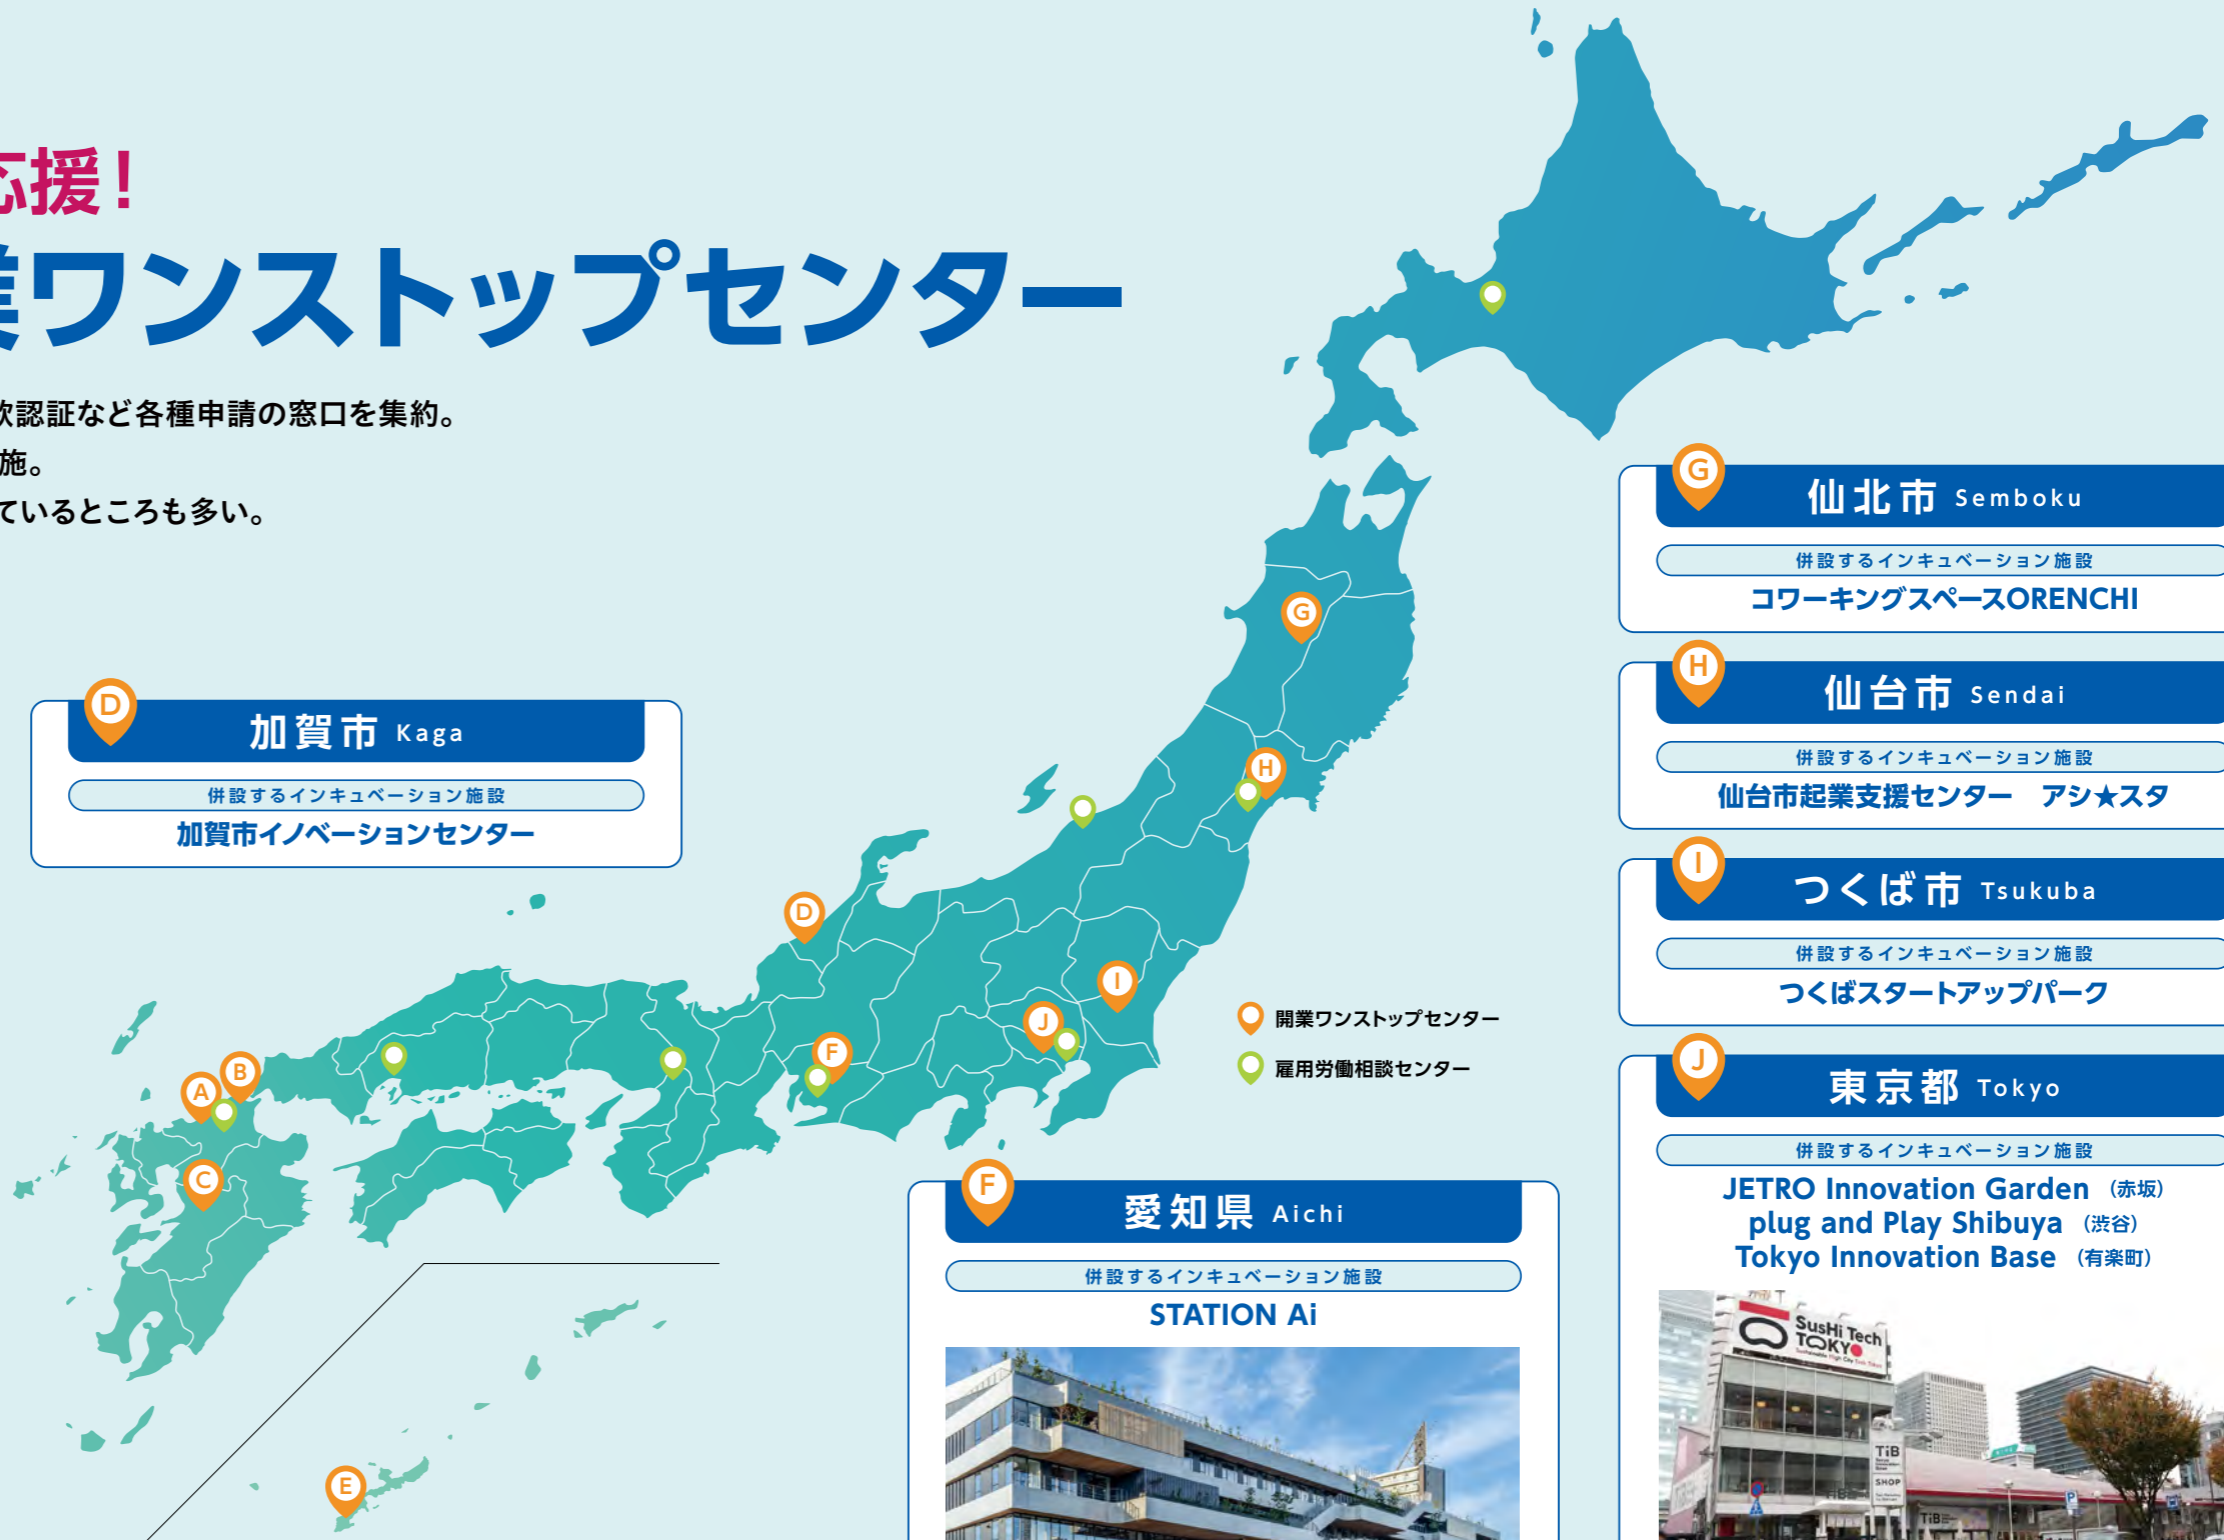 応援！
業ワンストップセンター
款認証など各種申請の窓口を集約。
施。
ているところも多い。
D
加賀市 Kaga
併設するインキュベーション施設
加賀市イノベーションセンター
G
H
D
I
J
F
B
A
C
E
開業ワンストップセンター
雇用労働相談センター
F
愛知県 Aichi
併設するインキュベーション施設
STATION Ai
G
仙北市 Semboku
併設するインキュベーション施設
コワーキングスペースORENCHI
H
仙台市 Sendai
併設するインキュベーション施設
仙台市起業支援センター　アシ★スタ
I
つくば市 Tsukuba
併設するインキュベーション施設
つくばスタートアップパーク
J
東京都 Tokyo
併設するインキュベーション施設
JETRO Innovation Garden （赤坂）
plug and Play Shibuya （渋谷）
Tokyo Innovation Base （有楽町）
SusHi Tech
TOKYO
TiB
SHOP
TiB
P